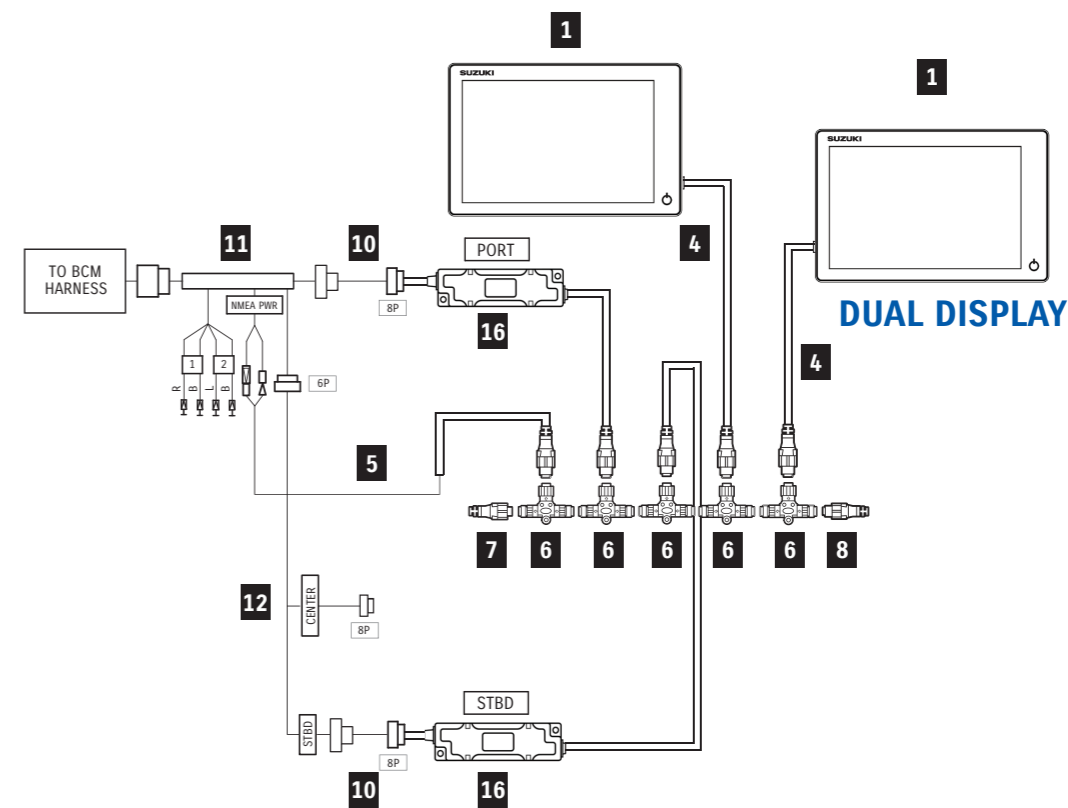 1
SUZUKI
1
SUZUKI
11
10
PORT
4
TO BCM
HARNESS
NMEA PWR
8P
16
DUAL DISPLAY
1
2
6P
4
R
B
L
B
5
7
6
6
6
6
6
8
12
CENTER
8P
STBD
STBD
8P
10
16